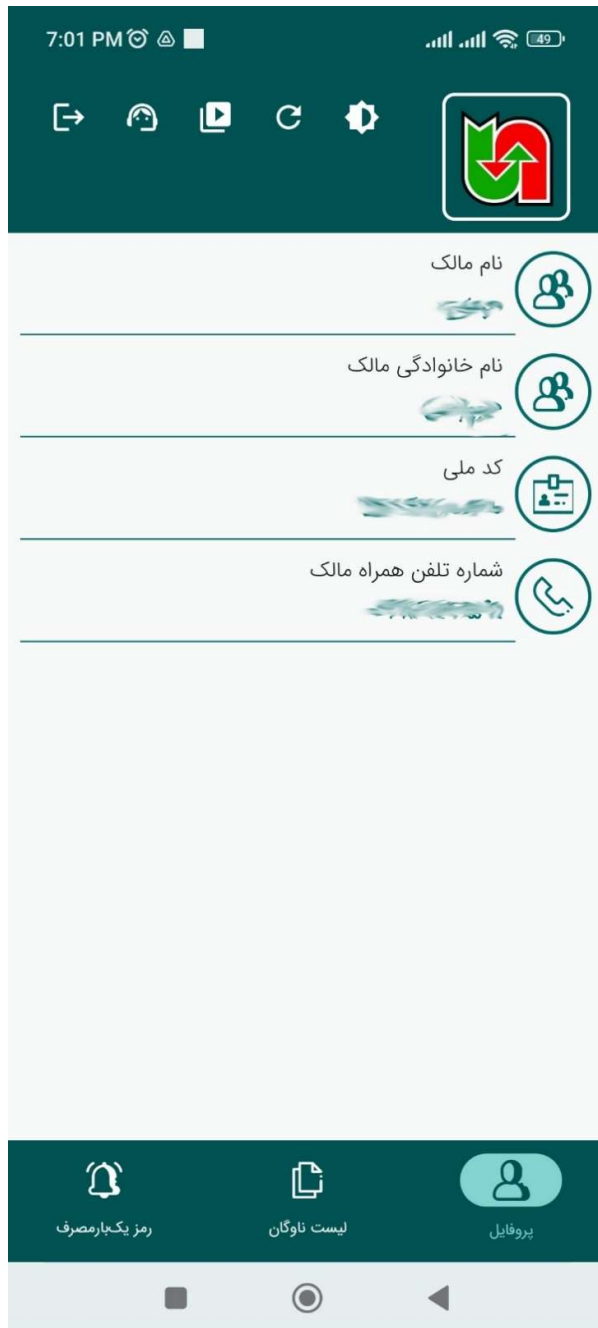 7:01 PM
49
نام مالک
نام خانوادگی مالک
کد ملی
شماره تلفن همراه مالک
پروفایل
لیست ناوگان
رمز یک‌بارمصرف